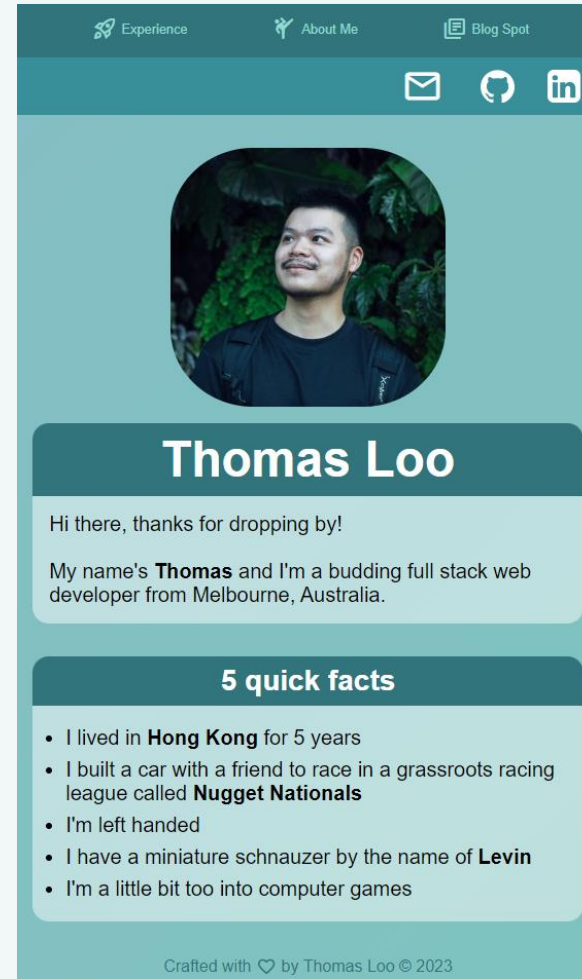 Experience About Me Blog Spot
in
Thomas Loo
Hi there, thanks for dropping by!
My name's Thomas and I'm a budding full stack web
developer from Melbourne, Australia.
5 quick facts
• I lived in Hong Kong for 5 years
• I built a car with a friend to race in a grassroots racing
league called Nugget Nationals
• I'm left handed
• I have a miniature schnauzer by the name of Levin
• I'm a little bit too into computer games
Crafted with ♡ by Thomas Loo © 2023